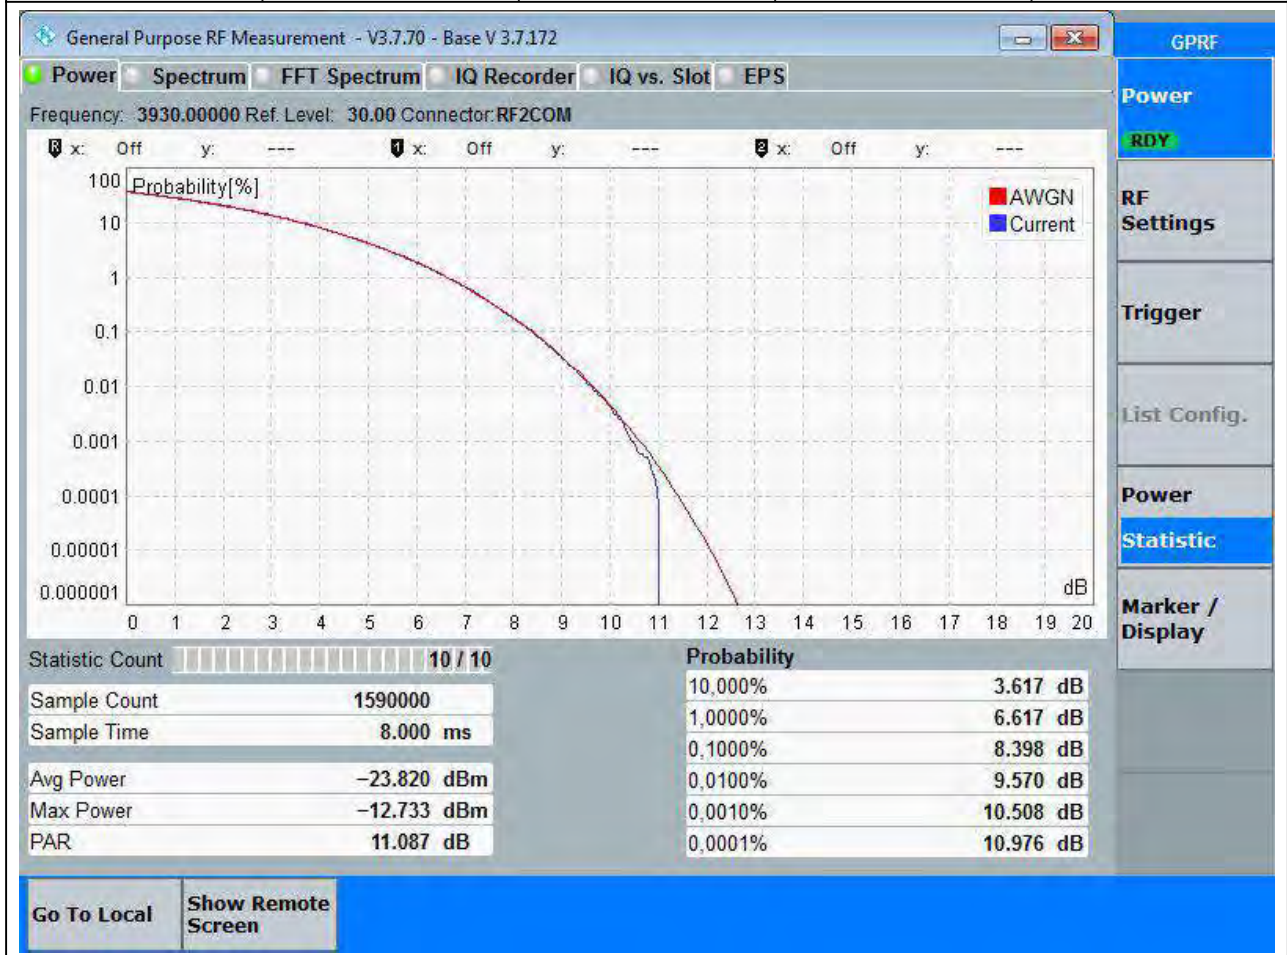 General Purpose RF Measurement - V3.7.70 - Base V 3.7.172
GPRF
Power Spectrum FFT Spectrum IQ Recorder IQ vs. Slot EPS
Frequency: 3930.00000 Ref. Level: 30.00 Connector:RF2COM
R x: Off y: --- 1 x: Off y: --- 2 x: Off y: ---
Probability[%]
AWGN
Current
100
10
1
0.1
0.01
0.001
0.0001
0.00001
0.000001
dB
0 1 2 3 4 5 6 7 8 9 10 11 12 13 14 15 16 17 18 19 20
Statistic Count 10 / 10
Sample Count 1590000
Sample Time 8.000 ms
Avg Power −23.820 dBm
Max Power −12.733 dBm
PAR 11.087 dB
Probability
10,000% 3.617 dB
1,0000% 6.617 dB
0,1000% 8.398 dB
0,0100% 9.570 dB
0,0010% 10.508 dB
0,0001% 10.976 dB
Power
RDY
RF
Settings
Trigger
List Config.
Power
Statistic
Marker /
Display
Go To Local
Show Remote
Screen